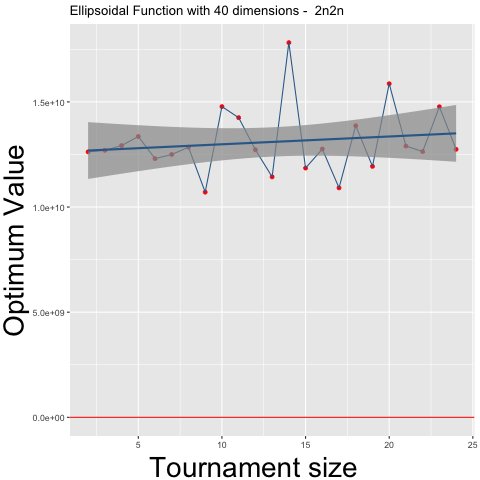 Ellipsoidal Function with 40 dimensions - 2n2n
Optimum Value
1.5e+10
1.0e+10
5.0e+09
0.0e+00
5 10 15 20 25
Tournament size